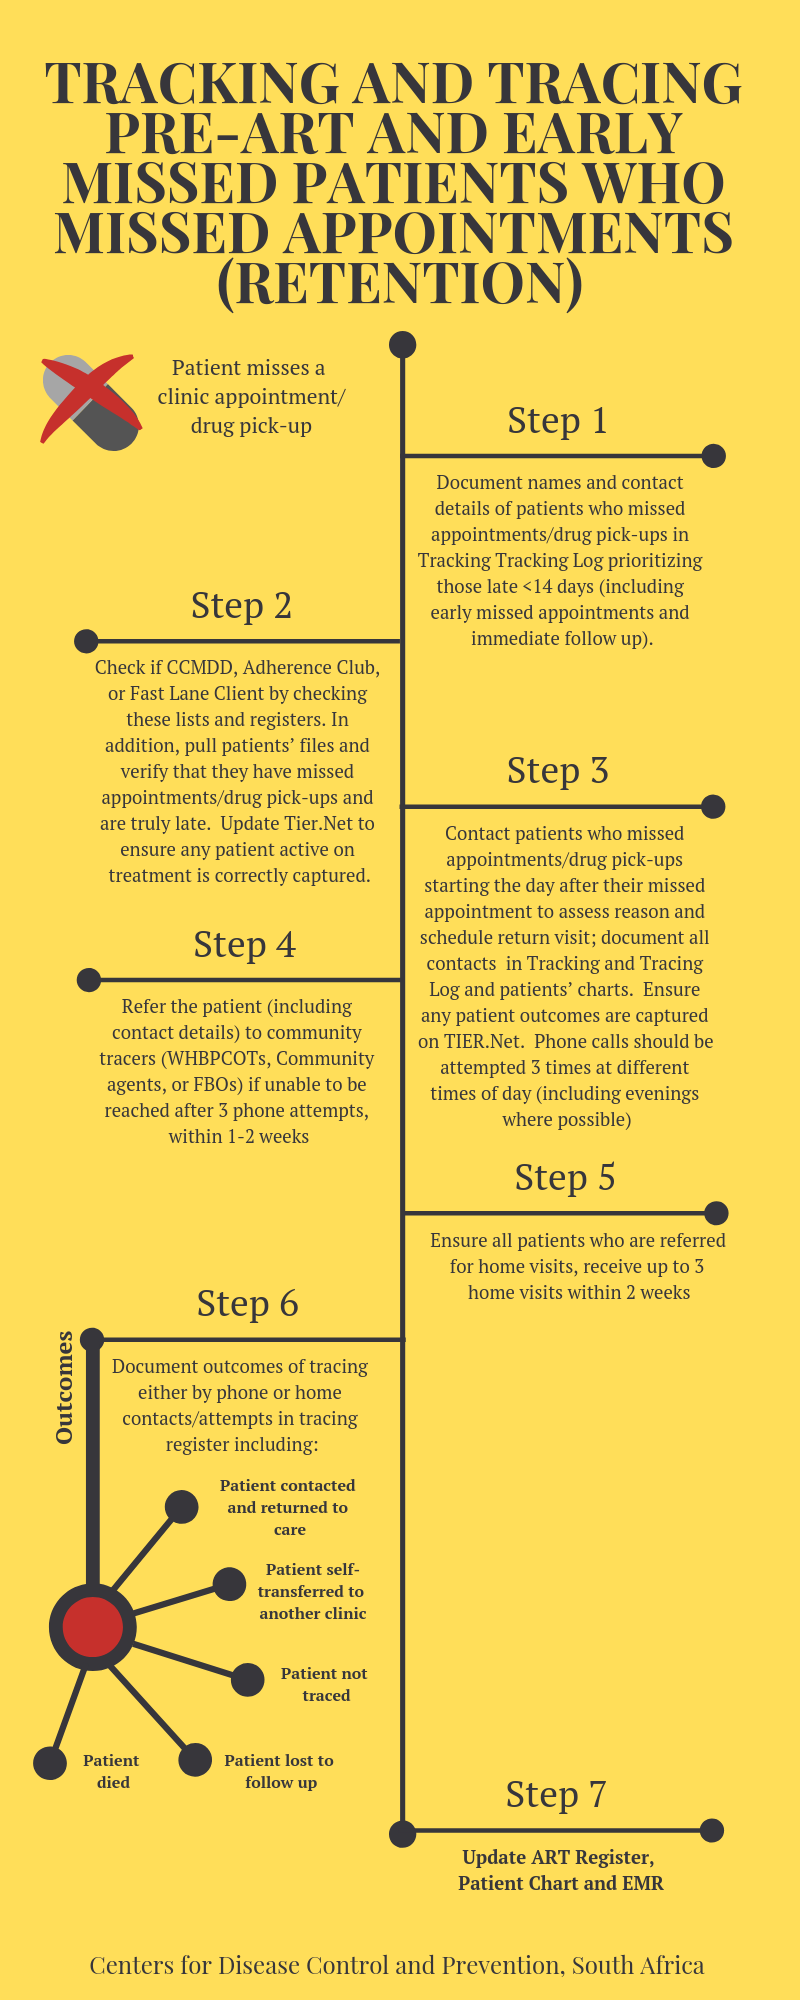 TRACKING AND TRACING
PRE-ART AND EARLY
MISSED PATIENTS WHO
MISSED APPOINTMENTS
(RETENTION)
Patient misses a
clinic appointment/
drug pick-up
Step 1
Document names and contact
details of patients who missed
appointments/drug pick-ups in
Tracking Tracking Log prioritizing
those late <14 days (including
early missed appointments and
immediate follow up).
Step 2
Check if CCMDD, Adherence Club,
or Fast Lane Client by checking
these lists and registers. In
addition, pull patients’ files and
verify that they have missed
appointments/drug pick-ups and
are truly late.  Update Tier.Net to
ensure any patient active on
treatment is correctly captured.
Step 3
Contact patients who missed
appointments/drug pick-ups
starting the day after their missed
appointment to assess reason and
schedule return visit; document all
contacts  in Tracking and Tracing
Log and patients’ charts.  Ensure
any patient outcomes are captured
on TIER.Net.  Phone calls should be
attempted 3 times at different
times of day (including evenings
where possible)
Step 4
Refer the patient (including
contact details) to community
tracers (WHBPCOTs, Community
agents, or FBOs) if unable to be
reached after 3 phone attempts,
within 1-2 weeks
Step 5
Ensure all patients who are referred
for home visits, receive up to 3
home visits within 2 weeks
Step 6
Outcomes
Document outcomes of tracing
either by phone or home
contacts/attempts in tracing
register including:
Patient contacted
and returned to
care
Patient self-
transferred to
another clinic
Patient not
traced
Patient lost to
follow up
Patient
died
Step 7
Update ART Register,
Patient Chart and EMR
Centers for Disease Control and Prevention, South Africa